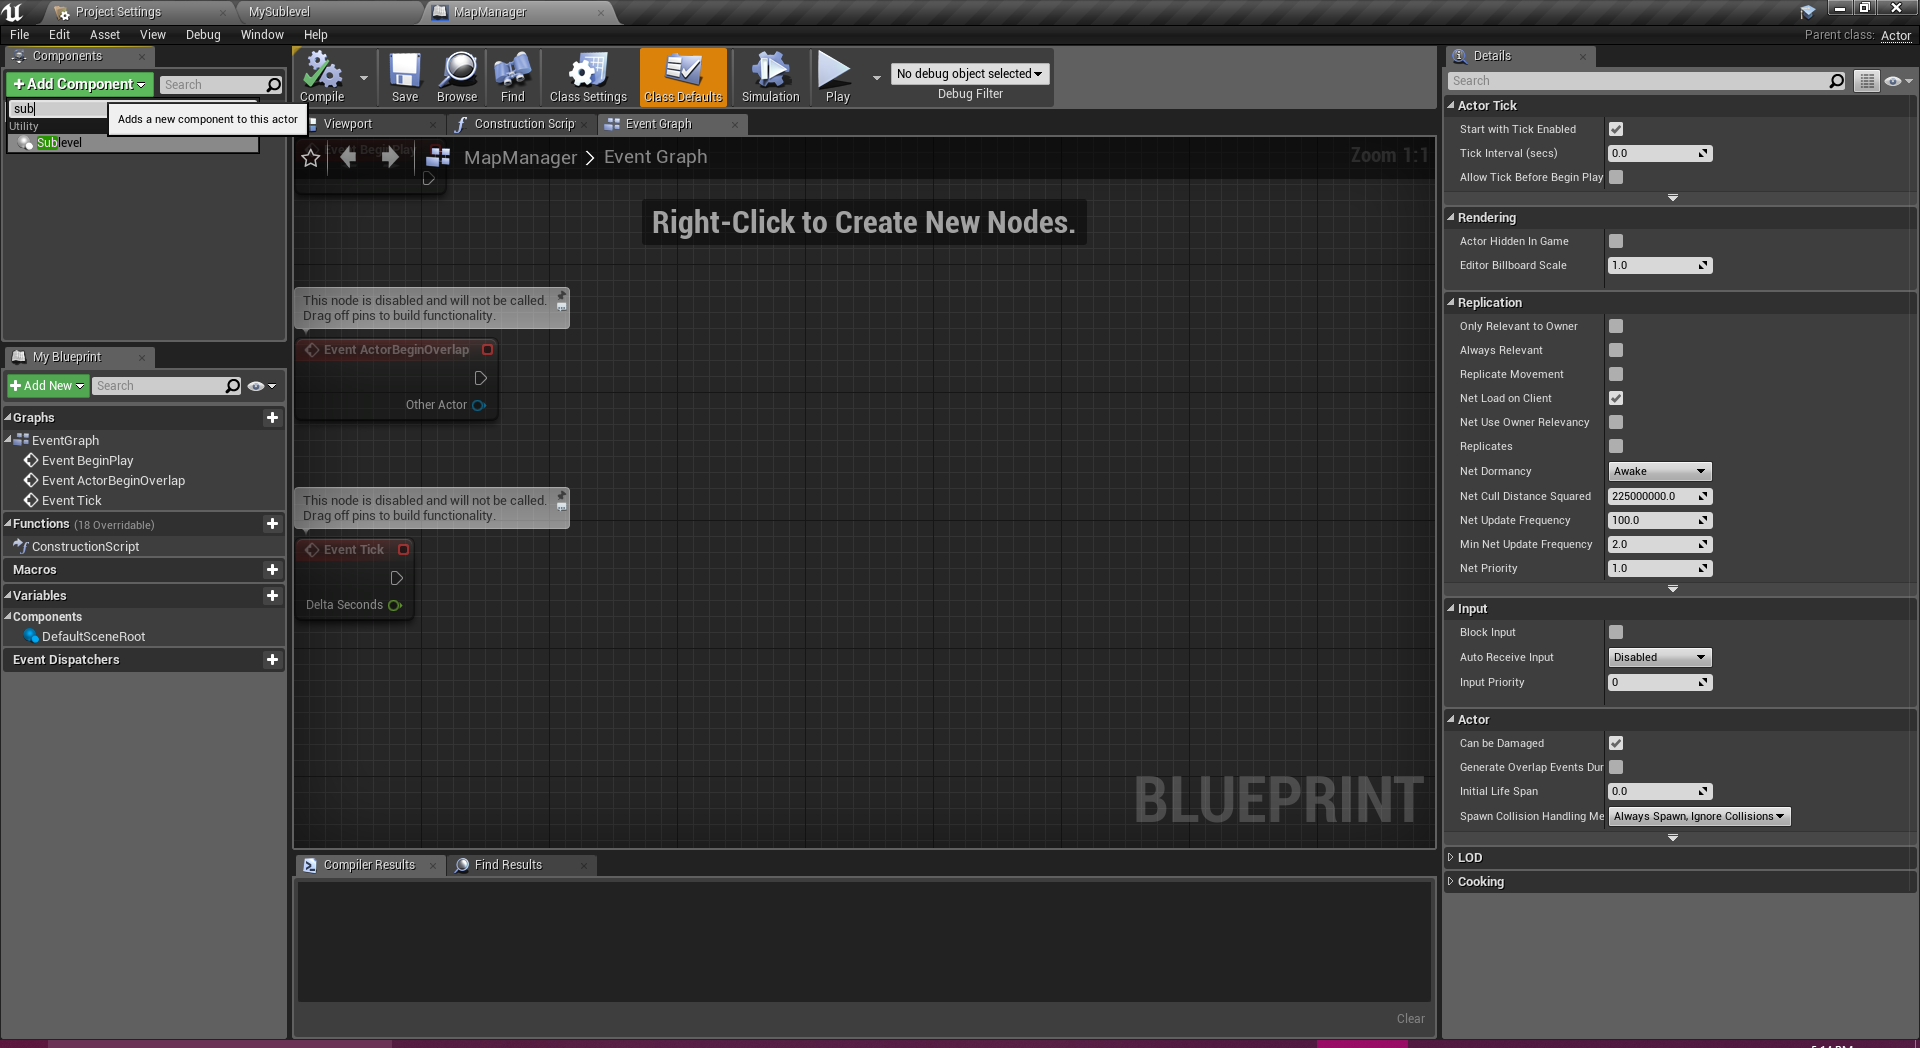 Project Settings
MySublevel
MapManager
File Edit Asset View Debug Window Help
Parent class: Actor
Components
+Add Component
Search
sub
Utility
Sublevel
Adds a new component to this actor
Compile
Save
Browse
Find
Class Settings
Class Defaults
Simulation
Play
No debug object selected
Debug Filter
Viewport
Construction Scrip
Event Graph
Event BeginPlay
MapManager > Event Graph
Zoom 1:1
Right-Click to Create New Nodes.
This node is disabled and will not be called.
Drag off pins to build functionality.
Event ActorBeginOverlap
Other Actor
This node is disabled and will not be called.
Drag off pins to build functionality.
Event Tick
Delta Seconds
BLUEPRINT
My Blueprint
+Add New
Search
Graphs
EventGraph
Event BeginPlay
Event ActorBeginOverlap
Event Tick
Functions (18 Overridable)
ConstructionScript
Macros
Variables
Components
DefaultSceneRoot
Event Dispatchers
Compiler Results
Find Results
Clear
Details
Search
Actor Tick
Start with Tick Enabled
Tick Interval (secs) 0.0
Allow Tick Before Begin Play
Rendering
Actor Hidden In Game
Editor Billboard Scale 1.0
Replication
Only Relevant to Owner
Always Relevant
Replicate Movement
Net Load on Client
Net Use Owner Relevancy
Replicates
Net Dormancy Awake
Net Cull Distance Squared 225000000.0
Net Update Frequency 100.0
Min Net Update Frequency 2.0
Net Priority 1.0
Input
Block Input
Auto Receive Input Disabled
Input Priority 0
Actor
Can be Damaged
Generate Overlap Events Dur
Initial Life Span 0.0
Spawn Collision Handling Me Always Spawn, Ignore Collisions
LOD
Cooking